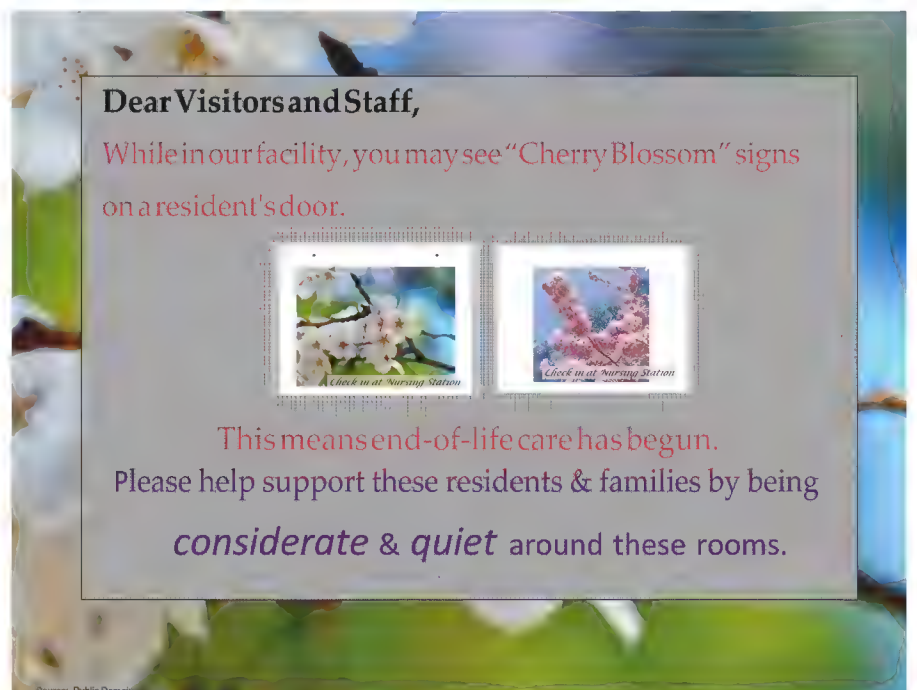 Dear Visitors and Staff,
While in our facility, you may see “Cherry Blossom” signs
on a resident's door.
Check in at Nursing Station
Check in at Nursing Station
This means end-of-life care has begun.
Please help support these residents & families by being
considerate & quiet around these rooms.